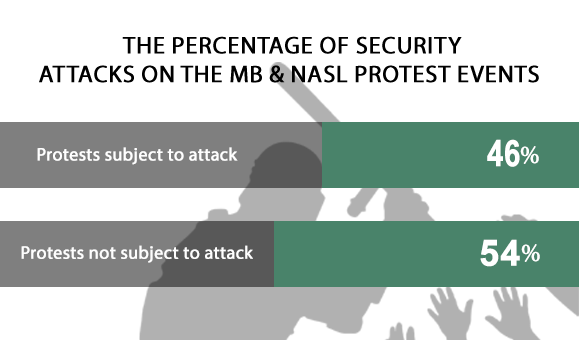 THE PERCENTAGE OF SECURITY
ATTACKS ON THE MB & NASL PROTEST EVENTS
Protests subject to attack 46%
Protests not subject to attack 54%